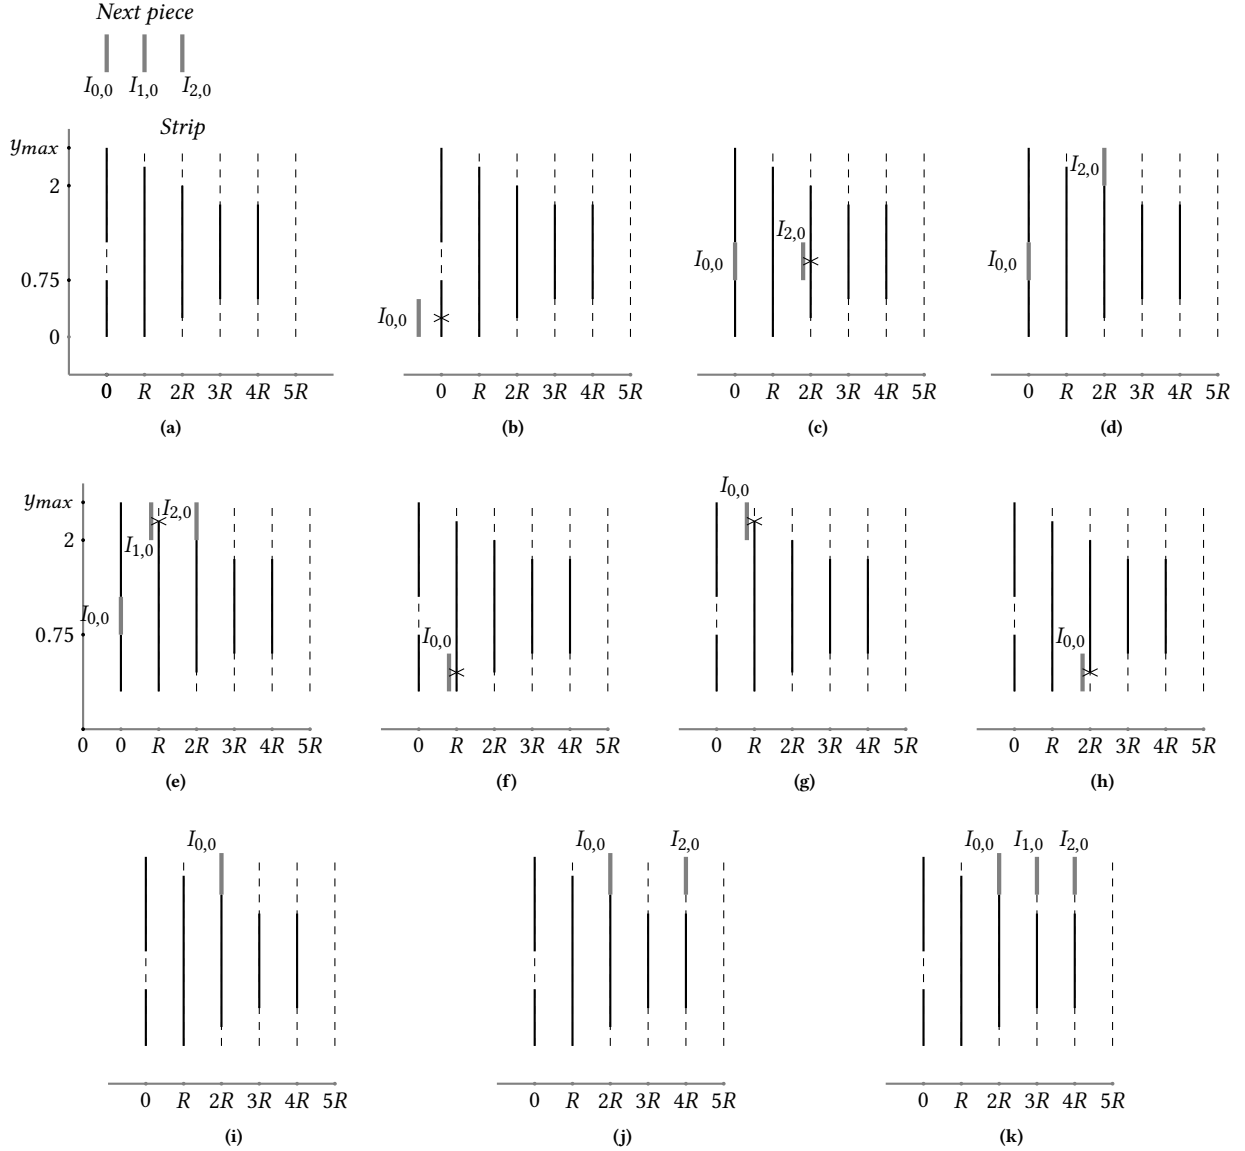 Next piece
I0,0 I1,0 I2,0
Strip
ymax
2
0.75
0
0 R 2R 3R 4R 5R
(a)
I0,0
0 R 2R 3R 4R 5R
(b)
I0,0
I2,0
0 R 2R 3R 4R 5R
(c)
I0,0
I2,0
0 R 2R 3R 4R 5R
(d)
ymax
2
0.75
I2,0
I1,0
I0,0
0 0 R 2R 3R 4R 5R
(e)
I0,0
0 R 2R 3R 4R 5R
(f)
I0,0
0 R 2R 3R 4R 5R
(g)
I0,0
0 R 2R 3R 4R 5R
(h)
I0,0
0 R 2R 3R 4R 5R
(i)
I0,0 I2,0
0 R 2R 3R 4R 5R
(j)
I0,0 I1,0 I2,0
0 R 2R 3R 4R 5R
(k)